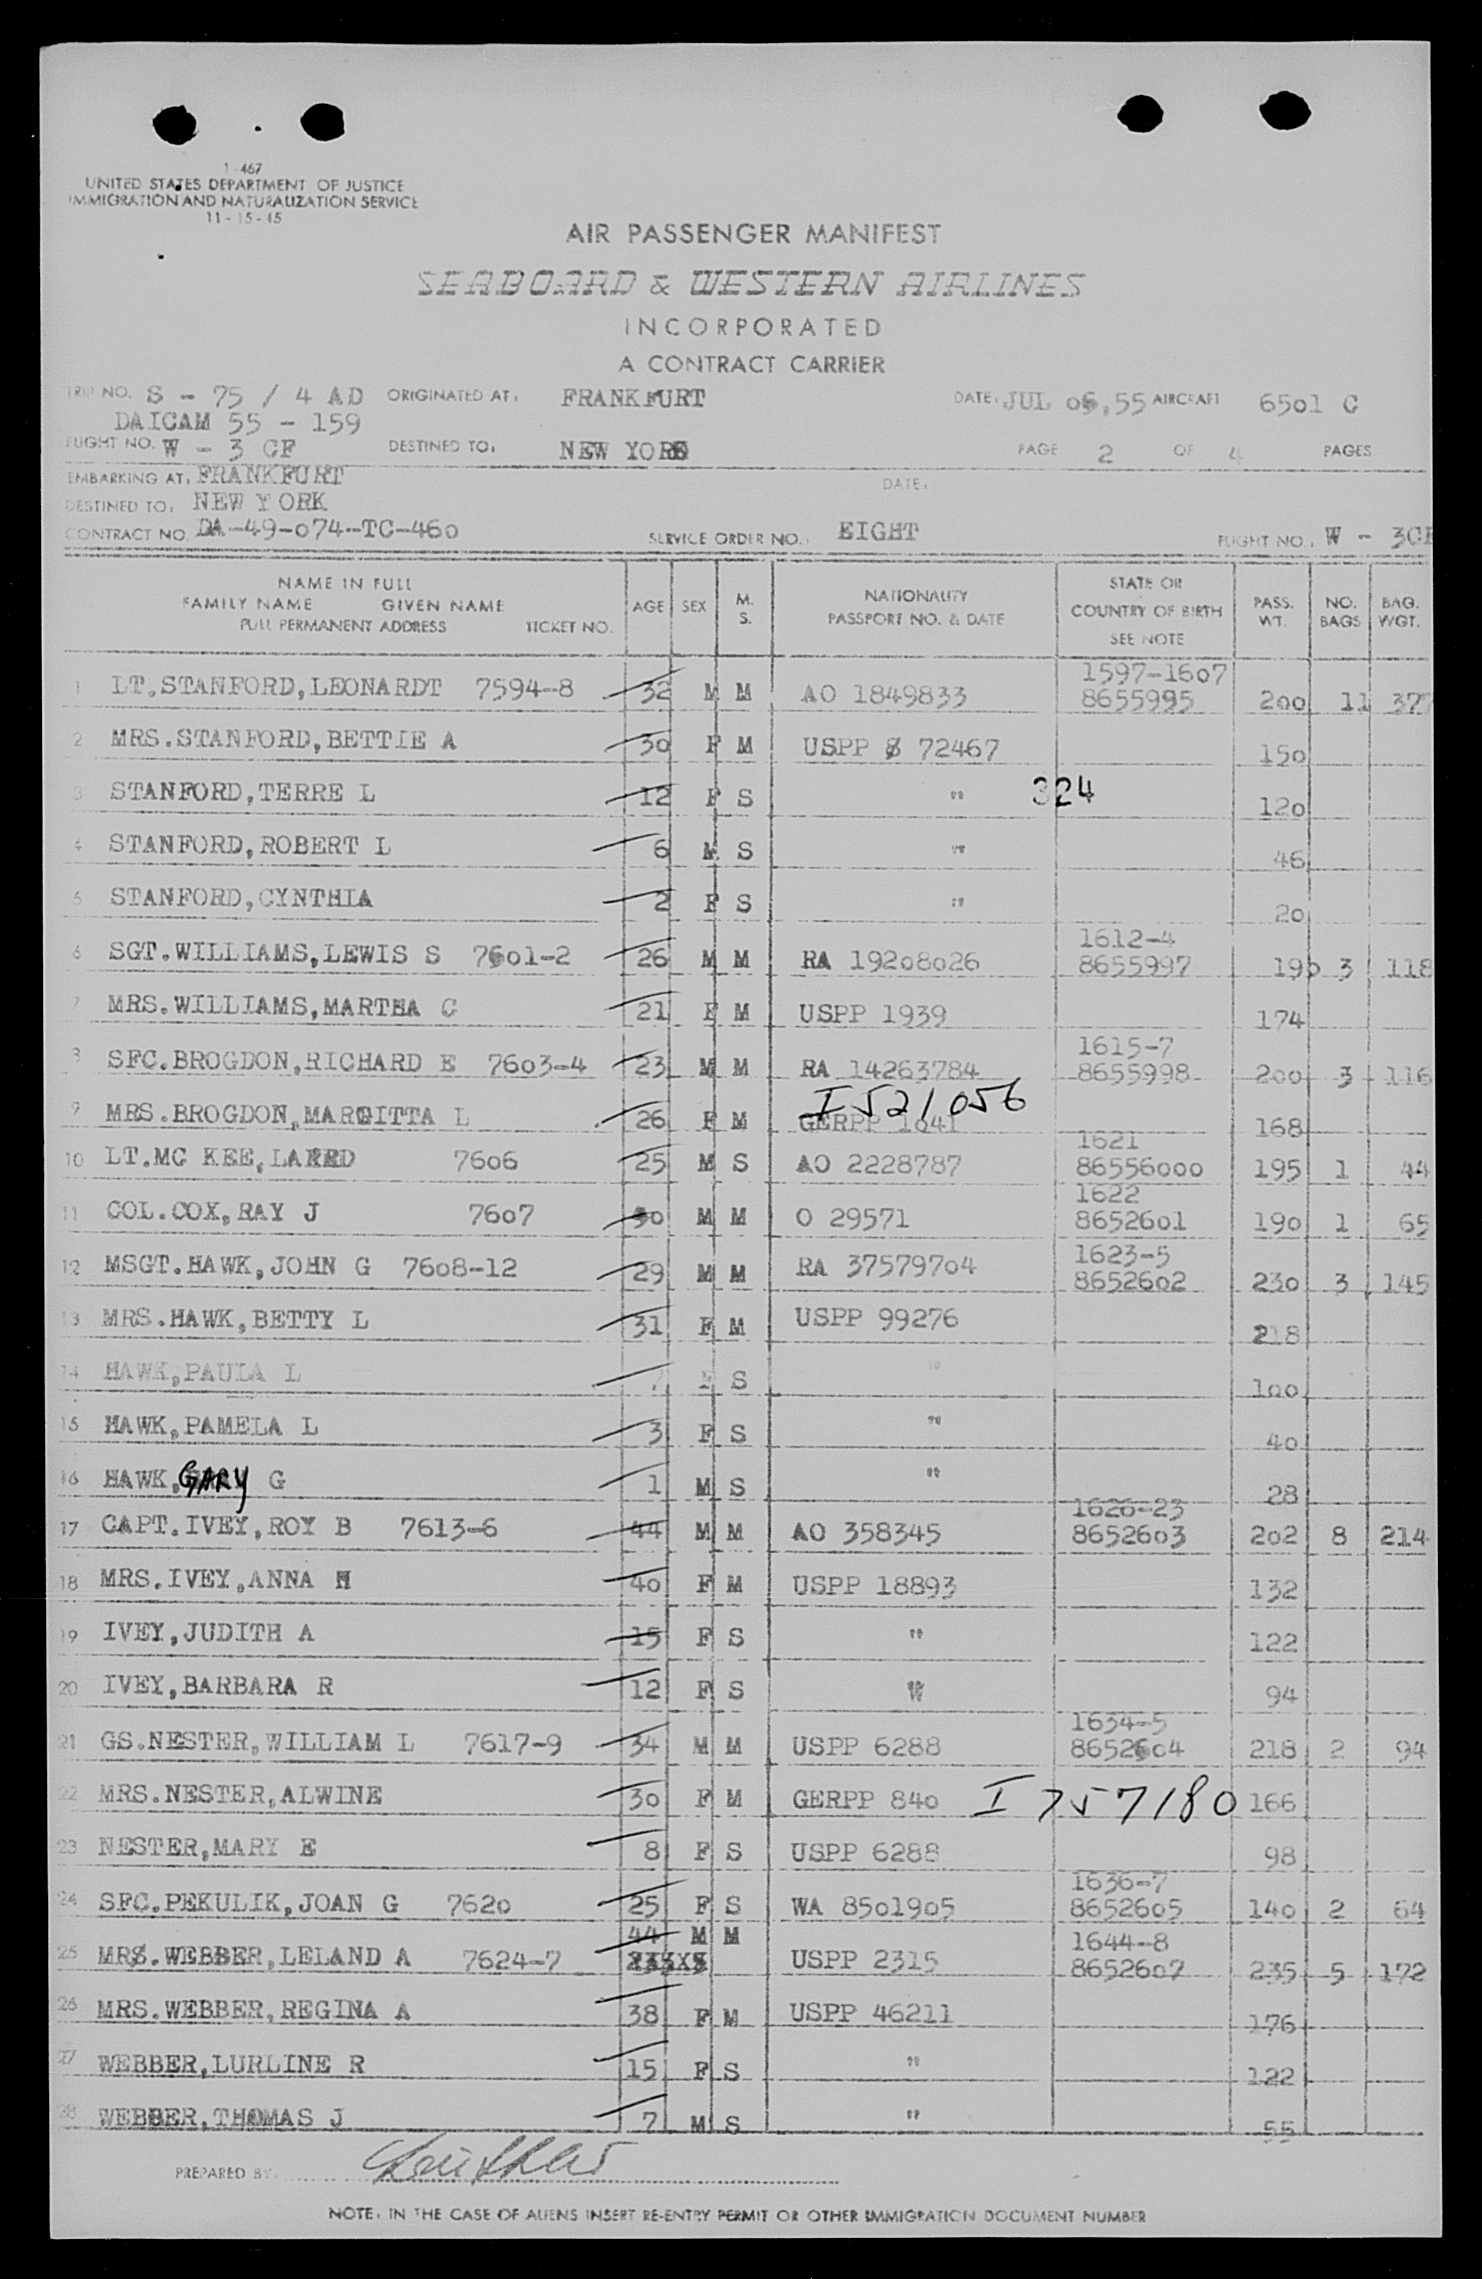 1-467
UNITED STATES DEPARTMENT OF JUSTICE
IMMIGRATION AND NATURALIZATION SERVICE
11-15-45
AIR PASSENGER MANIFEST
SEABOARD & WESTERN AIRLINES
INCORPORATED
A CONTRACT CARRIER
TRIP NO. S - 75 / 4 AD ORIGINATED AT: FRANKFURT DATE: JUL 05,55 AIRCRAFT 6501 C
DAICAM 55 - 159
FLIGHT NO. W - 3 CF DESTINED TO: NEW YORK PAGE 2 OF 4 PAGES
EMBARKING AT: FRANKFURT DATE:
DESTINED TO: NEW YORK
CONTRACT NO. DA-49-074-TC-460 SERVICE ORDER NO.: EIGHT FLIGHT NO.: W - 3CF
NAME IN FULL
FAMILY NAME GIVEN NAME
FULL PERMANENT ADDRESS TICKET NO. AGE SEX M. S. NATIONALITY PASSPORT NO. & DATE STATE OR COUNTRY OF BIRTH SEE NOTE PASS. WT. NO. BAGS BAG. WGT.
1597-1607
1 LT.STANFORD,LEONARDT 7594-8 32 M M AO 1849833 8655995 200 11 377
2 MRS.STANFORD,BETTIE A 30 F M USPP 72467 150
3 STANFORD,TERRE L 12 F S " 324 120
4 STANFORD,ROBERT L 6 M S " 46
5 STANFORD,CYNTHIA 2 F S " 20
1612-4
6 SGT.WILLIAMS,LEWIS S 7601-2 26 M M RA 19208026 8655997 190 3 118
7 MRS.WILLIAMS,MARTHA C 21 F M USPP 1939 174
1615-7
8 SFC.BROGDON,RICHARD E 7603-4 23 M M RA 14263784 8655998 200 3 116
I 521056
9 MRS.BROGDON,MARGITTA L 26 F M GERPP 1641 168
1621
10 LT.MC KEE,LARED 7606 25 M S AO 2228787 86556000 195 1 44
1622
11 COL.COX,RAY J 7607 50 M M O 29571 8652601 190 1 65
1623-5
12 MSGT.HAWK,JOHN G 7608-12 29 M M RA 37579704 8652602 230 3 145
13 MRS.HAWK,BETTY L 31 F M USPP 99276 218
14 HAWK,PAULA L S " 100
15 HAWK,PAMELA L 3 F S " 40
16 HAWK,GARY G 1 M S " 28
1626-23
17 CAPT.IVEY,ROY B 7613-6 44 M M AO 358345 8652603 202 8 214
18 MRS.IVEY,ANNA H 40 F M USPP 18893 132
19 IVEY,JUDITH A 15 F S " 122
20 IVEY,BARBARA R 12 F S " 94
1634-5
21 GS.NESTER,WILLIAM L 7617-9 34 M M USPP 6288 8652604 218 2 94
22 MRS.NESTER,ALWINE 30 F M GERPP 840 I 757180 166
23 NESTER,MARY E 8 F S USPP 6288 98
1636-7
24 SFC.PEKULIK,JOAN G 7620 25 F S WA 8501905 8652605 140 2 64
44 M M 1644-8
25 MRS.WEBBER,LELAND A 7624-7 USPP 2315 8652607 235 5 172
26 MRS.WEBBER,REGINA A 38 F M USPP 46211 176
27 WEBBER,LURLINE R 15 F S " 122
28 WEBBER,THOMAS J 7 M S " 55
PREPARED BY:
NOTE: IN THE CASE OF ALIENS INSERT RE-ENTRY PERMIT OR OTHER IMMIGRATION DOCUMENT NUMBER